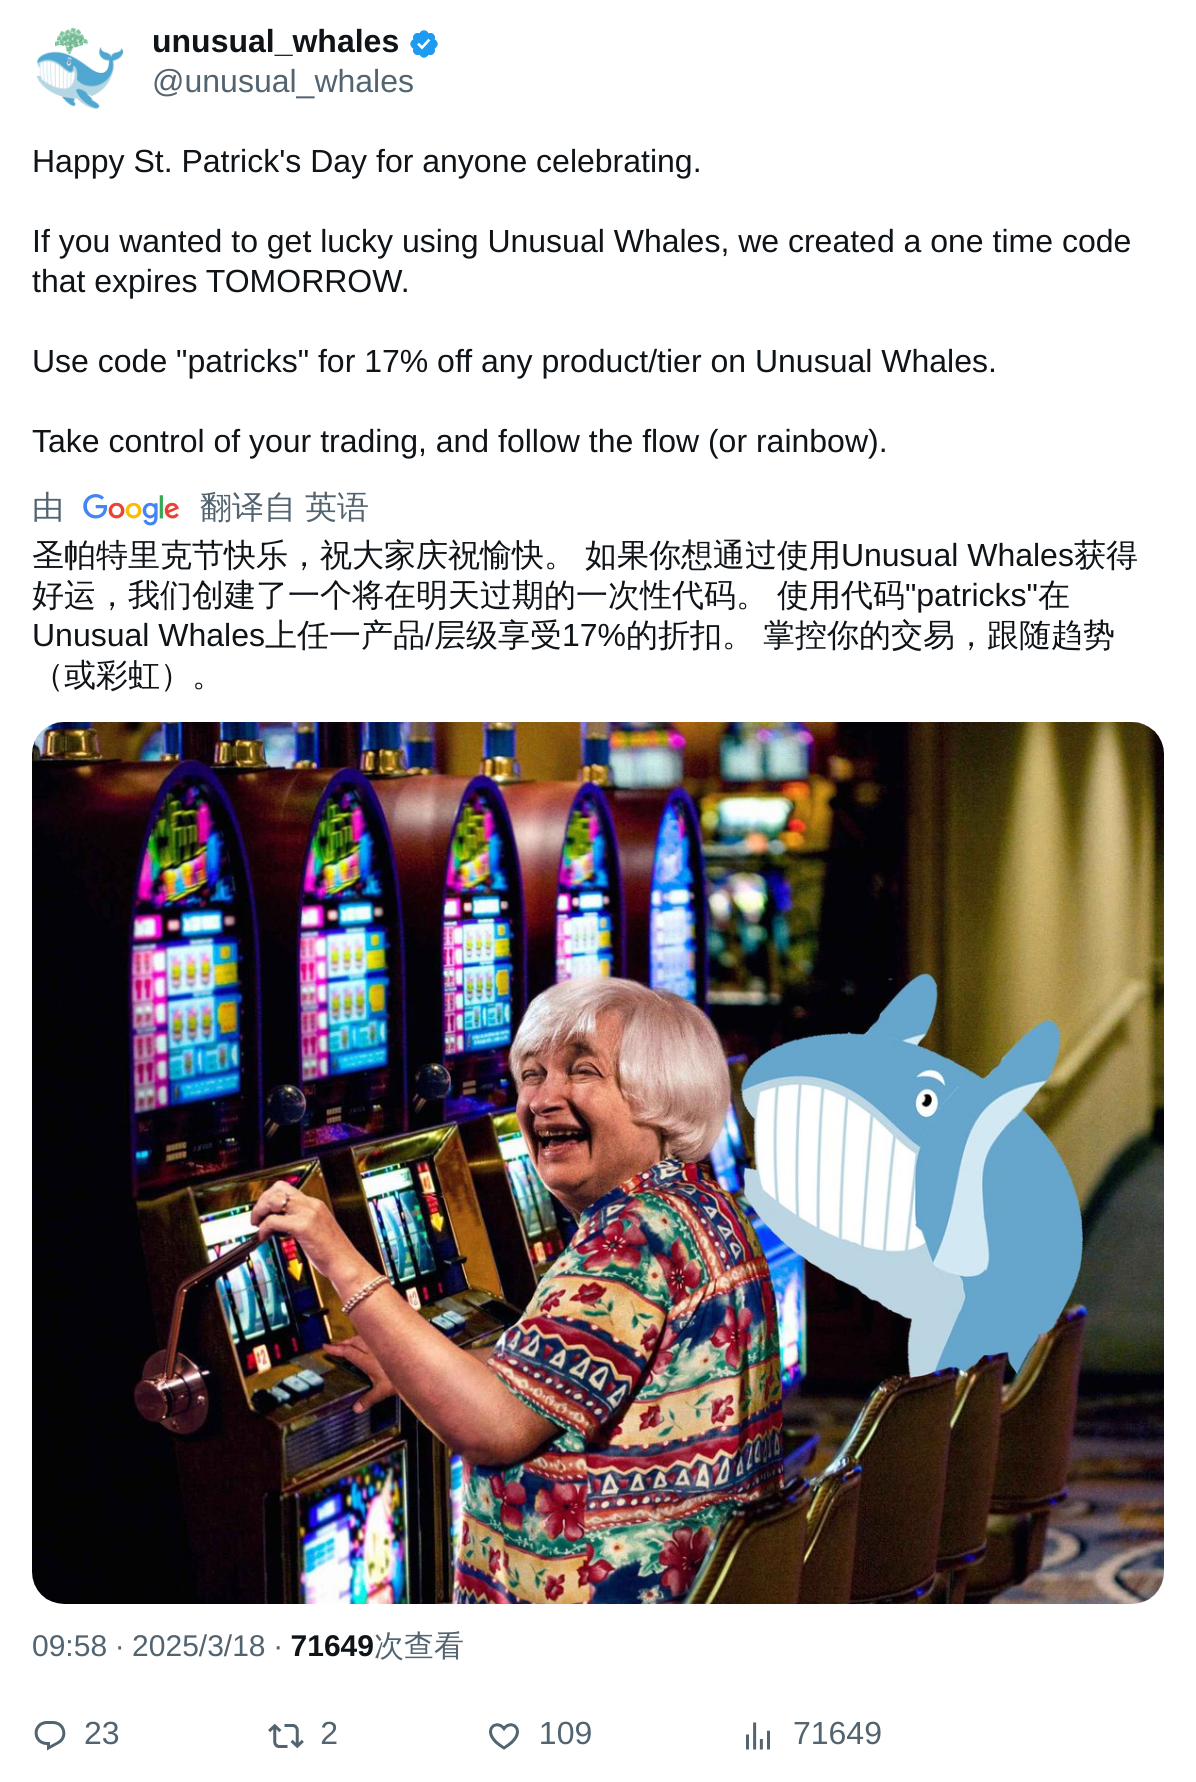 unusual_whales
@unusual_whales
Happy St. Patrick's Day for anyone celebrating.
If you wanted to get lucky using Unusual Whales, we created a one time code
that expires TOMORROW.
Use code "patricks" for 17% off any product/tier on Unusual Whales.
Take control of your trading, and follow the flow (or rainbow).
由 Google 翻译自 英语
圣帕特里克节快乐，祝大家庆祝愉快。 如果你想通过使用Unusual Whales获得
好运，我们创建了一个将在明天过期的一次性代码。 使用代码"patricks"在
Unusual Whales上任一产品/层级享受17%的折扣。 掌控你的交易，跟随趋势
（或彩虹）。
09:58 · 2025/3/18 · 71649次查看
23 2 109 71649